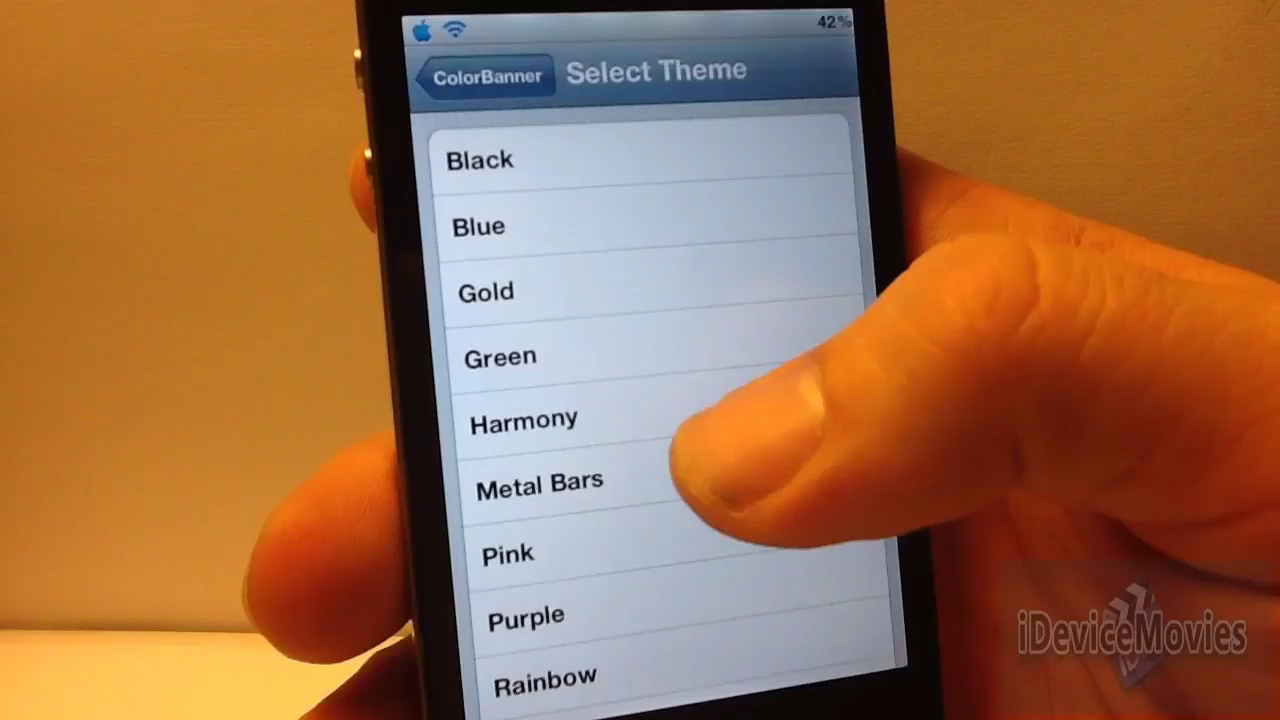 42%
ColorBanner
Select Theme
Black
Blue
Gold
Green
Harmony
Metal Bars
Pink
Purple
Rainbow
iDeviceMovies